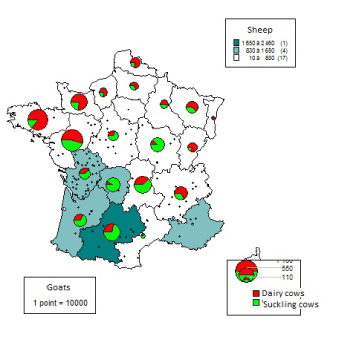 Sheep
1 650 à 2 460 (1)
830 à 1 650 (4)
10 à 830 (17)
Goats
1 point = 10000
550
110
Dairy cows
Suckling cows